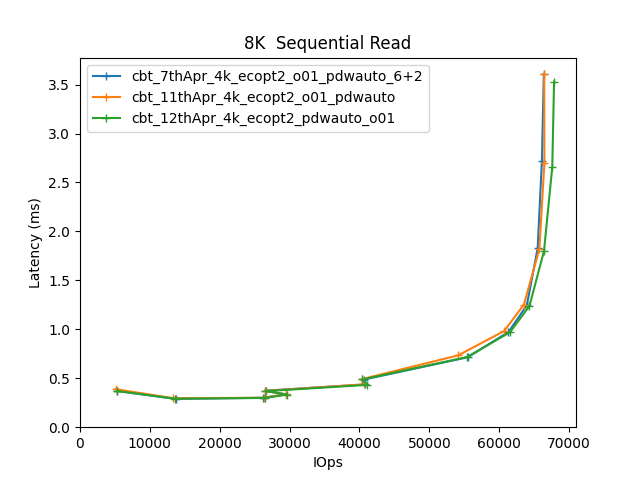 8K  Sequential Read
cbt_7thApr_4k_ecopt2_o01_pdwauto_6+2
cbt_11thApr_4k_ecopt2_o01_pdwauto
cbt_12thApr_4k_ecopt2_pdwauto_o01
Latency (ms)
3.5
3.0
2.5
2.0
1.5
1.0
0.5
0.0
0 10000 20000 30000 40000 50000 60000 70000
IOps